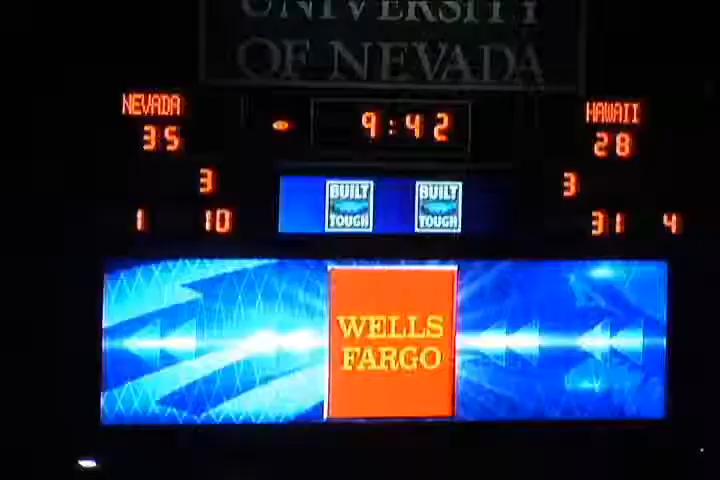 UNIVERSITY
OF NEVADA
NEVADA 9:42 HAWAII
35 28
3 3
1 10 31 4
BUILT TOUGH BUILT TOUGH
WELLS
FARGO